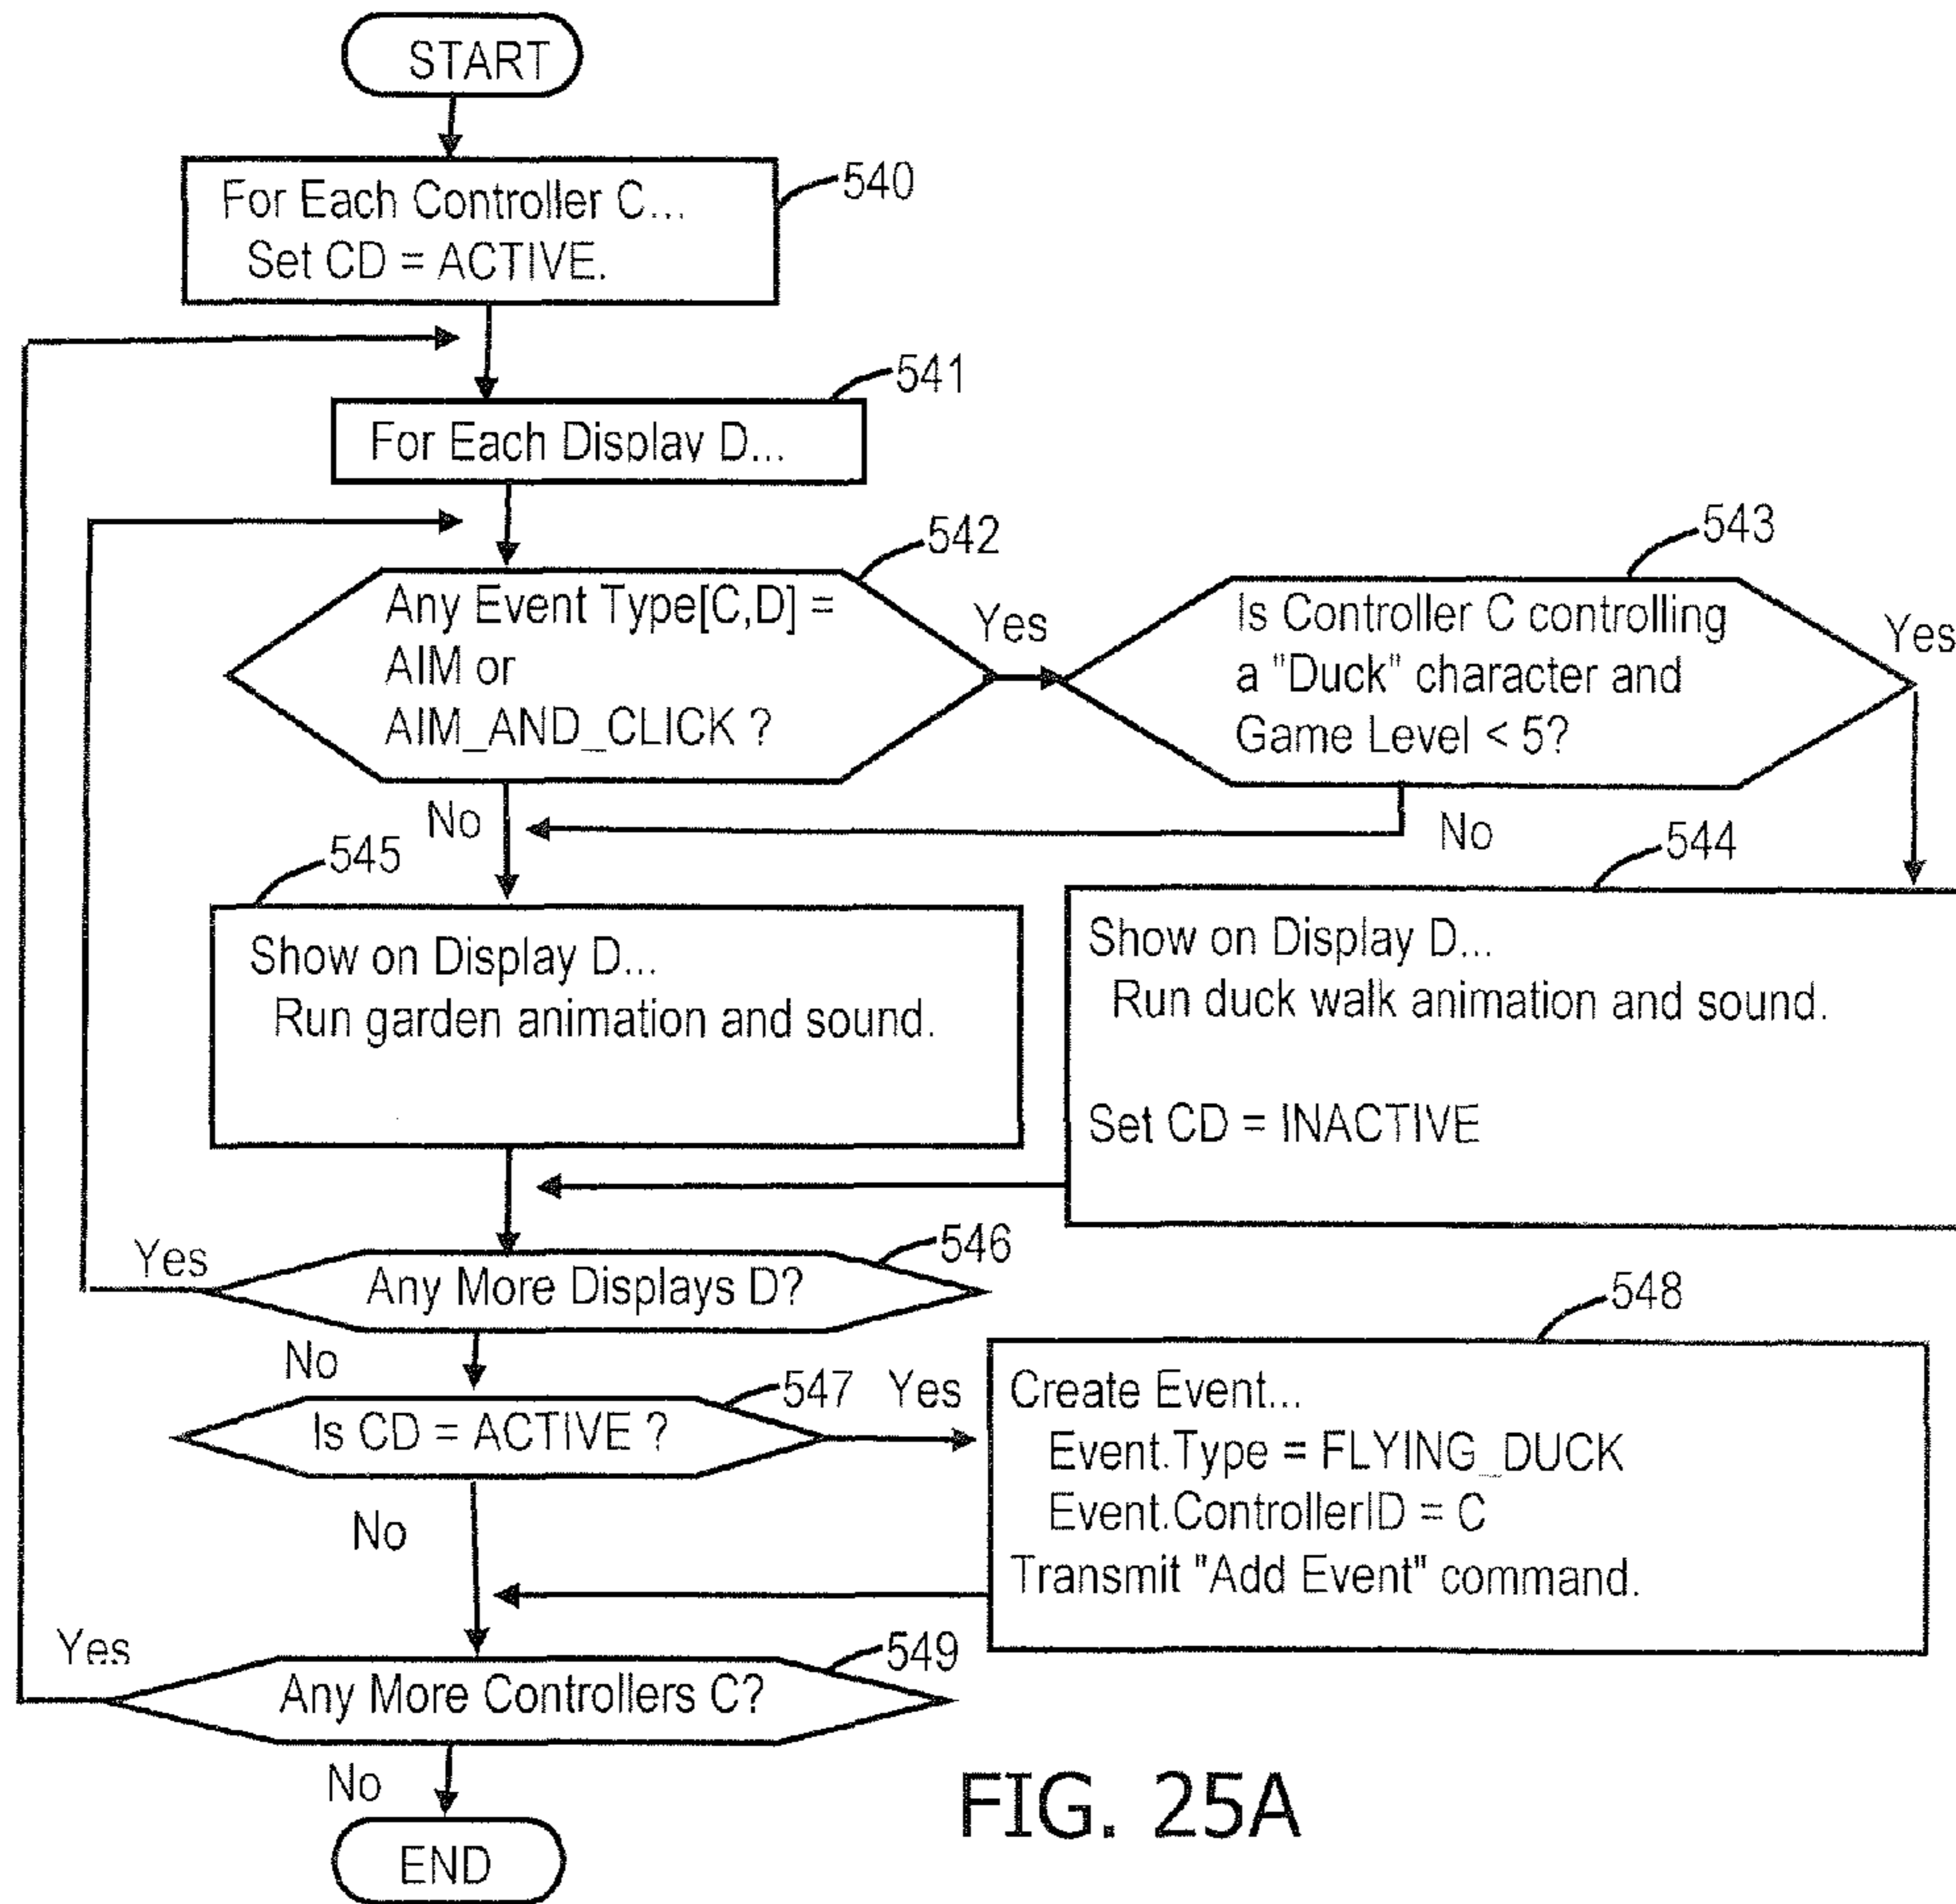 START
For Each Controller C...
Set CD = ACTIVE.
540
541
For Each Display D...
542
Any Event Type[C,D] =
AIM or
AIM_AND_CLICK ?
Yes
543
Is Controller C controlling
a "Duck" character and
Game Level < 5?
Yes
No
No
545
Show on Display D...
Run garden animation and sound.
544
Show on Display D...
Run duck walk animation and sound.
Set CD = INACTIVE
Yes
546
Any More Displays D?
No
547
Is CD = ACTIVE ?
Yes
548
Create Event...
Event.Type = FLYING_DUCK
Event.ControllerID = C
Transmit "Add Event" command.
No
Yes
549
Any More Controllers C?
No
END
FIG. 25A